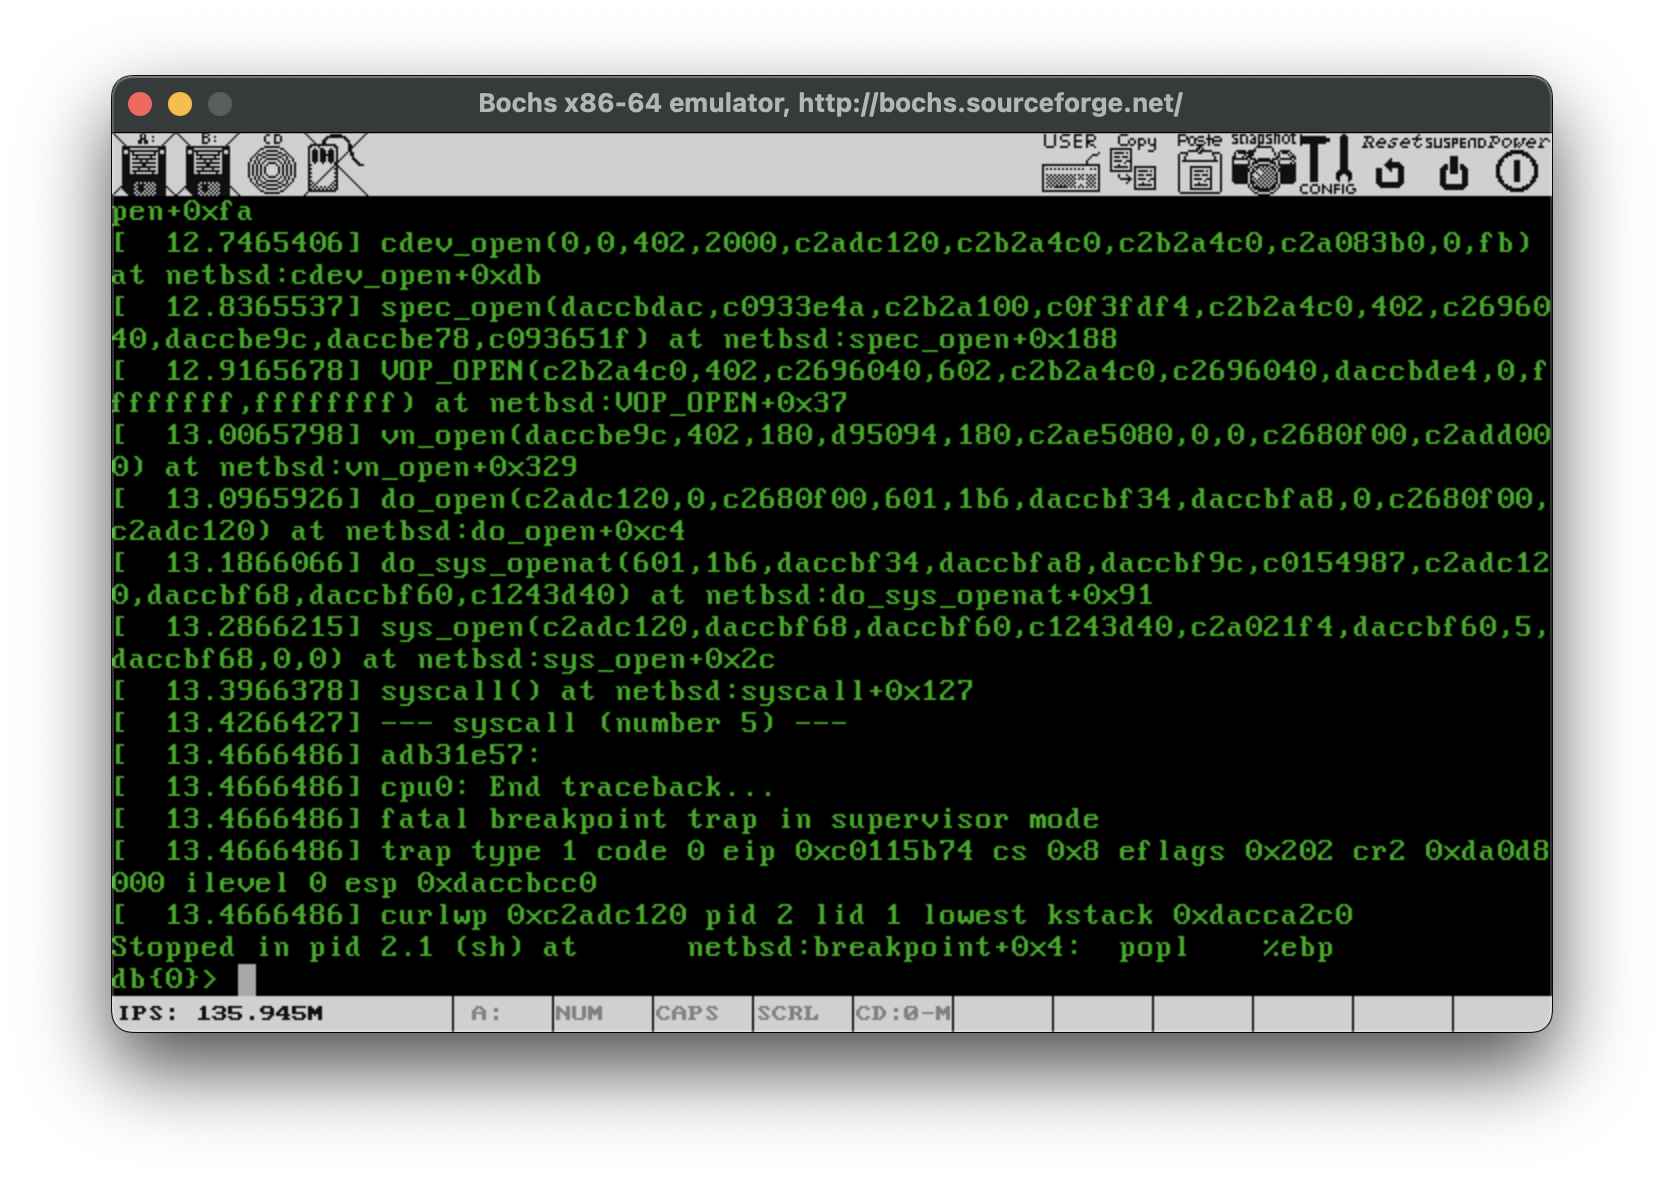 Bochs x86-64 emulator, http://bochs.sourceforge.net/
A: B: CD USER Copy Paste snapshot CONFIG Reset SUSPEND Power
pen+0xfa
[  12.7465406] cdev_open(0,0,402,2000,c2adc120,c2b2a4c0,c2b2a4c0,c2a083b0,0,fb)
at netbsd:cdev_open+0xdb
[  12.8365537] spec_open(daccbdac,c0933e4a,c2b2a100,c0f3fdf4,c2b2a4c0,402,c26960
40,daccbe9c,daccbe78,c093651f) at netbsd:spec_open+0x188
[  12.9165678] VOP_OPEN(c2b2a4c0,402,c2696040,602,c2b2a4c0,c2696040,daccbde4,0,f
fffffff,ffffffff) at netbsd:VOP_OPEN+0x37
[  13.0065798] vn_open(daccbe9c,402,180,d95094,180,c2ae5080,0,0,c2680f00,c2add00
0) at netbsd:vn_open+0x329
[  13.0965926] do_open(c2adc120,0,c2680f00,601,1b6,daccbf34,daccbfa8,0,c2680f00,
c2adc120) at netbsd:do_open+0xc4
[  13.1866066] do_sys_openat(601,1b6,daccbf34,daccbfa8,daccbf9c,c0154987,c2adc12
0,daccbf68,daccbf60,c1243d40) at netbsd:do_sys_openat+0x91
[  13.2866215] sys_open(c2adc120,daccbf68,daccbf60,c1243d40,c2a021f4,daccbf60,5,
daccbf68,0,0) at netbsd:sys_open+0x2c
[  13.3966378] syscall() at netbsd:syscall+0x127
[  13.4266427] --- syscall (number 5) ---
[  13.4666486] adb31e57:
[  13.4666486] cpu0: End traceback...
[  13.4666486] fatal breakpoint trap in supervisor mode
[  13.4666486] trap type 1 code 0 eip 0xc0115b74 cs 0x8 eflags 0x202 cr2 0xda0d8
000 ilevel 0 esp 0xdaccbcc0
[  13.4666486] curlwp 0xc2adc120 pid 2 lid 1 lowest kstack 0xdacca2c0
Stopped in pid 2.1 (sh) at      netbsd:breakpoint+0x4:  popl    %ebp
db{0}>
IPS: 135.945M A: NUM CAPS SCRL CD:0-M